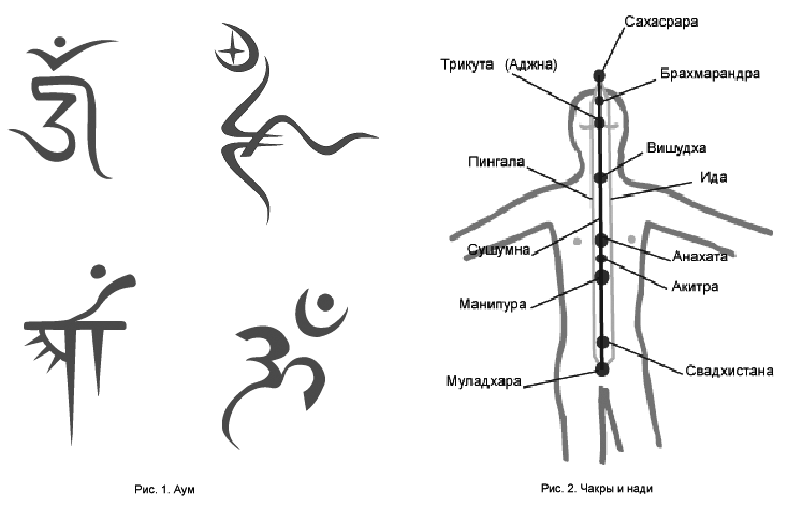 Сахасрара
Трикута (Аджна)
Брахмарандра
Вишудха
Пингала
Ида
Сушумна
Анахата
Акитра
Манипура
Свадхистана
Муладхара
Рис. 1. Аум
Рис. 2. Чакры и нади